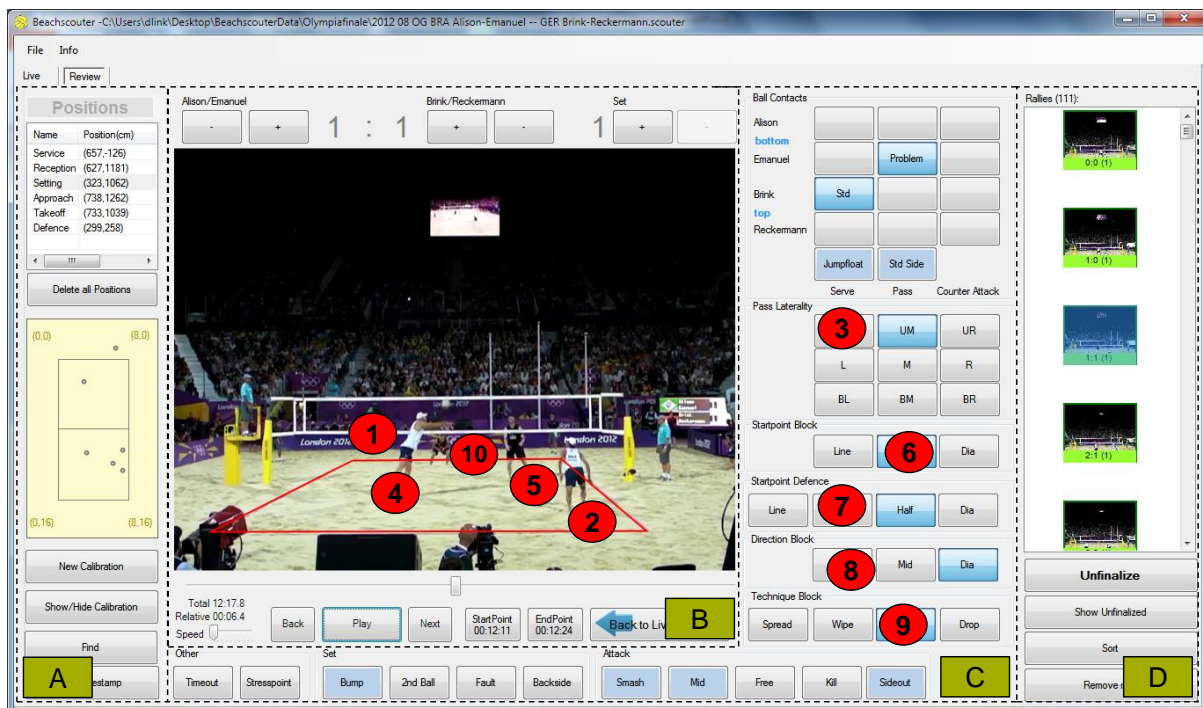 Beachscouter -C:\Users\dlink\Desktop\BeachscouterData\Olympiafinale\2012 08 OG BRA Alison-Emanuel -- GER Brink-Reckermann.scouter
File Info
Live Review
Positions
Name Position(cm)
Service (657,-126)
Reception (627,1181)
Setting (323,1062)
Approach (738,1262)
Takeoff (733,1039)
Defence (299,258)
Delete all Positions
(0,0) (8,0)
(0,16) (8,16)
New Calibration
Show/Hide Calibration
Find
A
Alison/Emanuel Brink/Reckermann Set
- + 1 : 1 + - 1 + -
London 2012
London 2012
London 2012
1
10
4
5
2
Total 12:17.8
Relative 00:06.4
Speed
Back Play Next StartPoint 00:12:11 EndPoint 00:12:24 Back to Liv
B
Other
Timeout Stresspoint
Set
Bump 2nd Ball Fault Backside
Attack
Smash Mid Free Kill Sideout
C
Ball Contacts
Alison
bottom
Emanuel Problem
Brink Std
top
Reckermann
Jumpfloat Std Side
Serve Pass Counter Attack
Pass Laterality
3 UM UR
L M R
BL BM BR
Startpoint Block
Line 6 Dia
Startpoint Defence
Line 7 Half Dia
Direction Block
8 Mid Dia
Technique Block
Spread Wipe 9 Drop
Rallies (111):
0:0 (1)
1:0 (1)
1:1 (1)
2:1 (1)
Unfinalize
Show Unfinalized
Sort
Remove
D